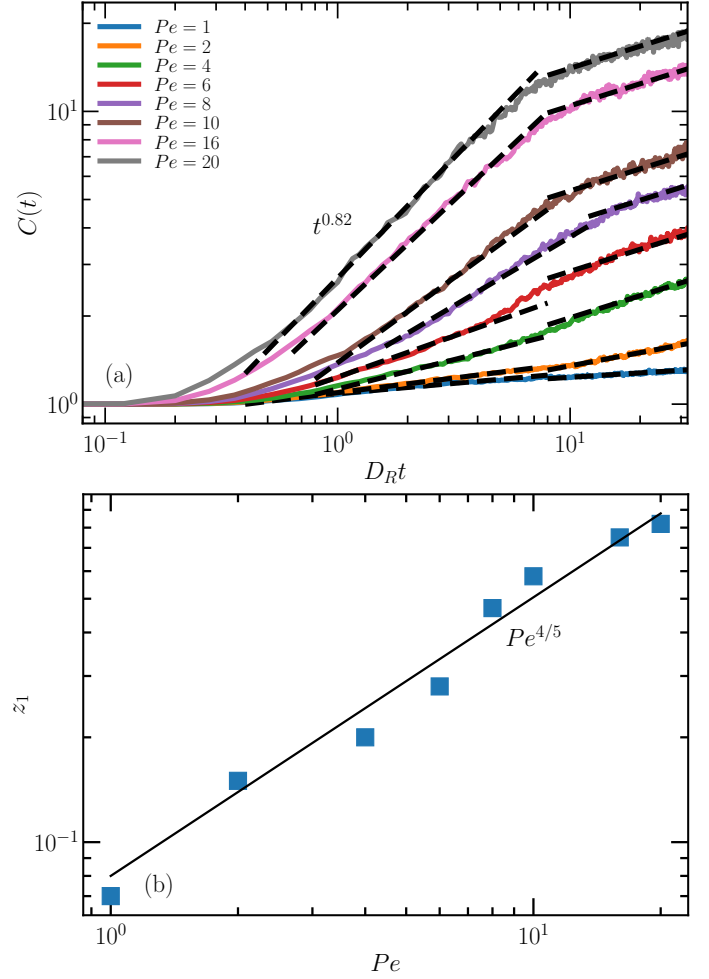 Pe = 1
Pe = 2
Pe = 4
Pe = 6
Pe = 8
Pe = 10
Pe = 16
Pe = 20
10^1
10^0
C(t)
t^{0.82}
(a)
10^{-1} 10^0 10^1
D_R t
10^{-1}
z_1
Pe^{4/5}
(b)
10^0 10^1
Pe